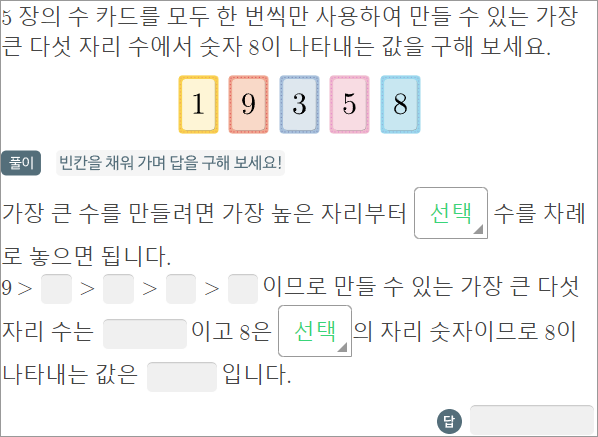 5 장의 수 카드를 모두 한 번씩만 사용하여 만들 수 있는 가장
큰 다섯 자리 수에서 숫자 8이 나타내는 값을 구해 보세요.
1 9 3 5 8
풀이 빈칸을 채워 가며 답을 구해 보세요!
가장 큰 수를 만들려면 가장 높은 자리부터 선택 수를 차례
로 놓으면 됩니다.
9 > > > > 이므로 만들 수 있는 가장 큰 다섯
자리 수는 이고 8은 선택 의 자리 숫자이므로 8이
나타내는 값은 입니다.
답